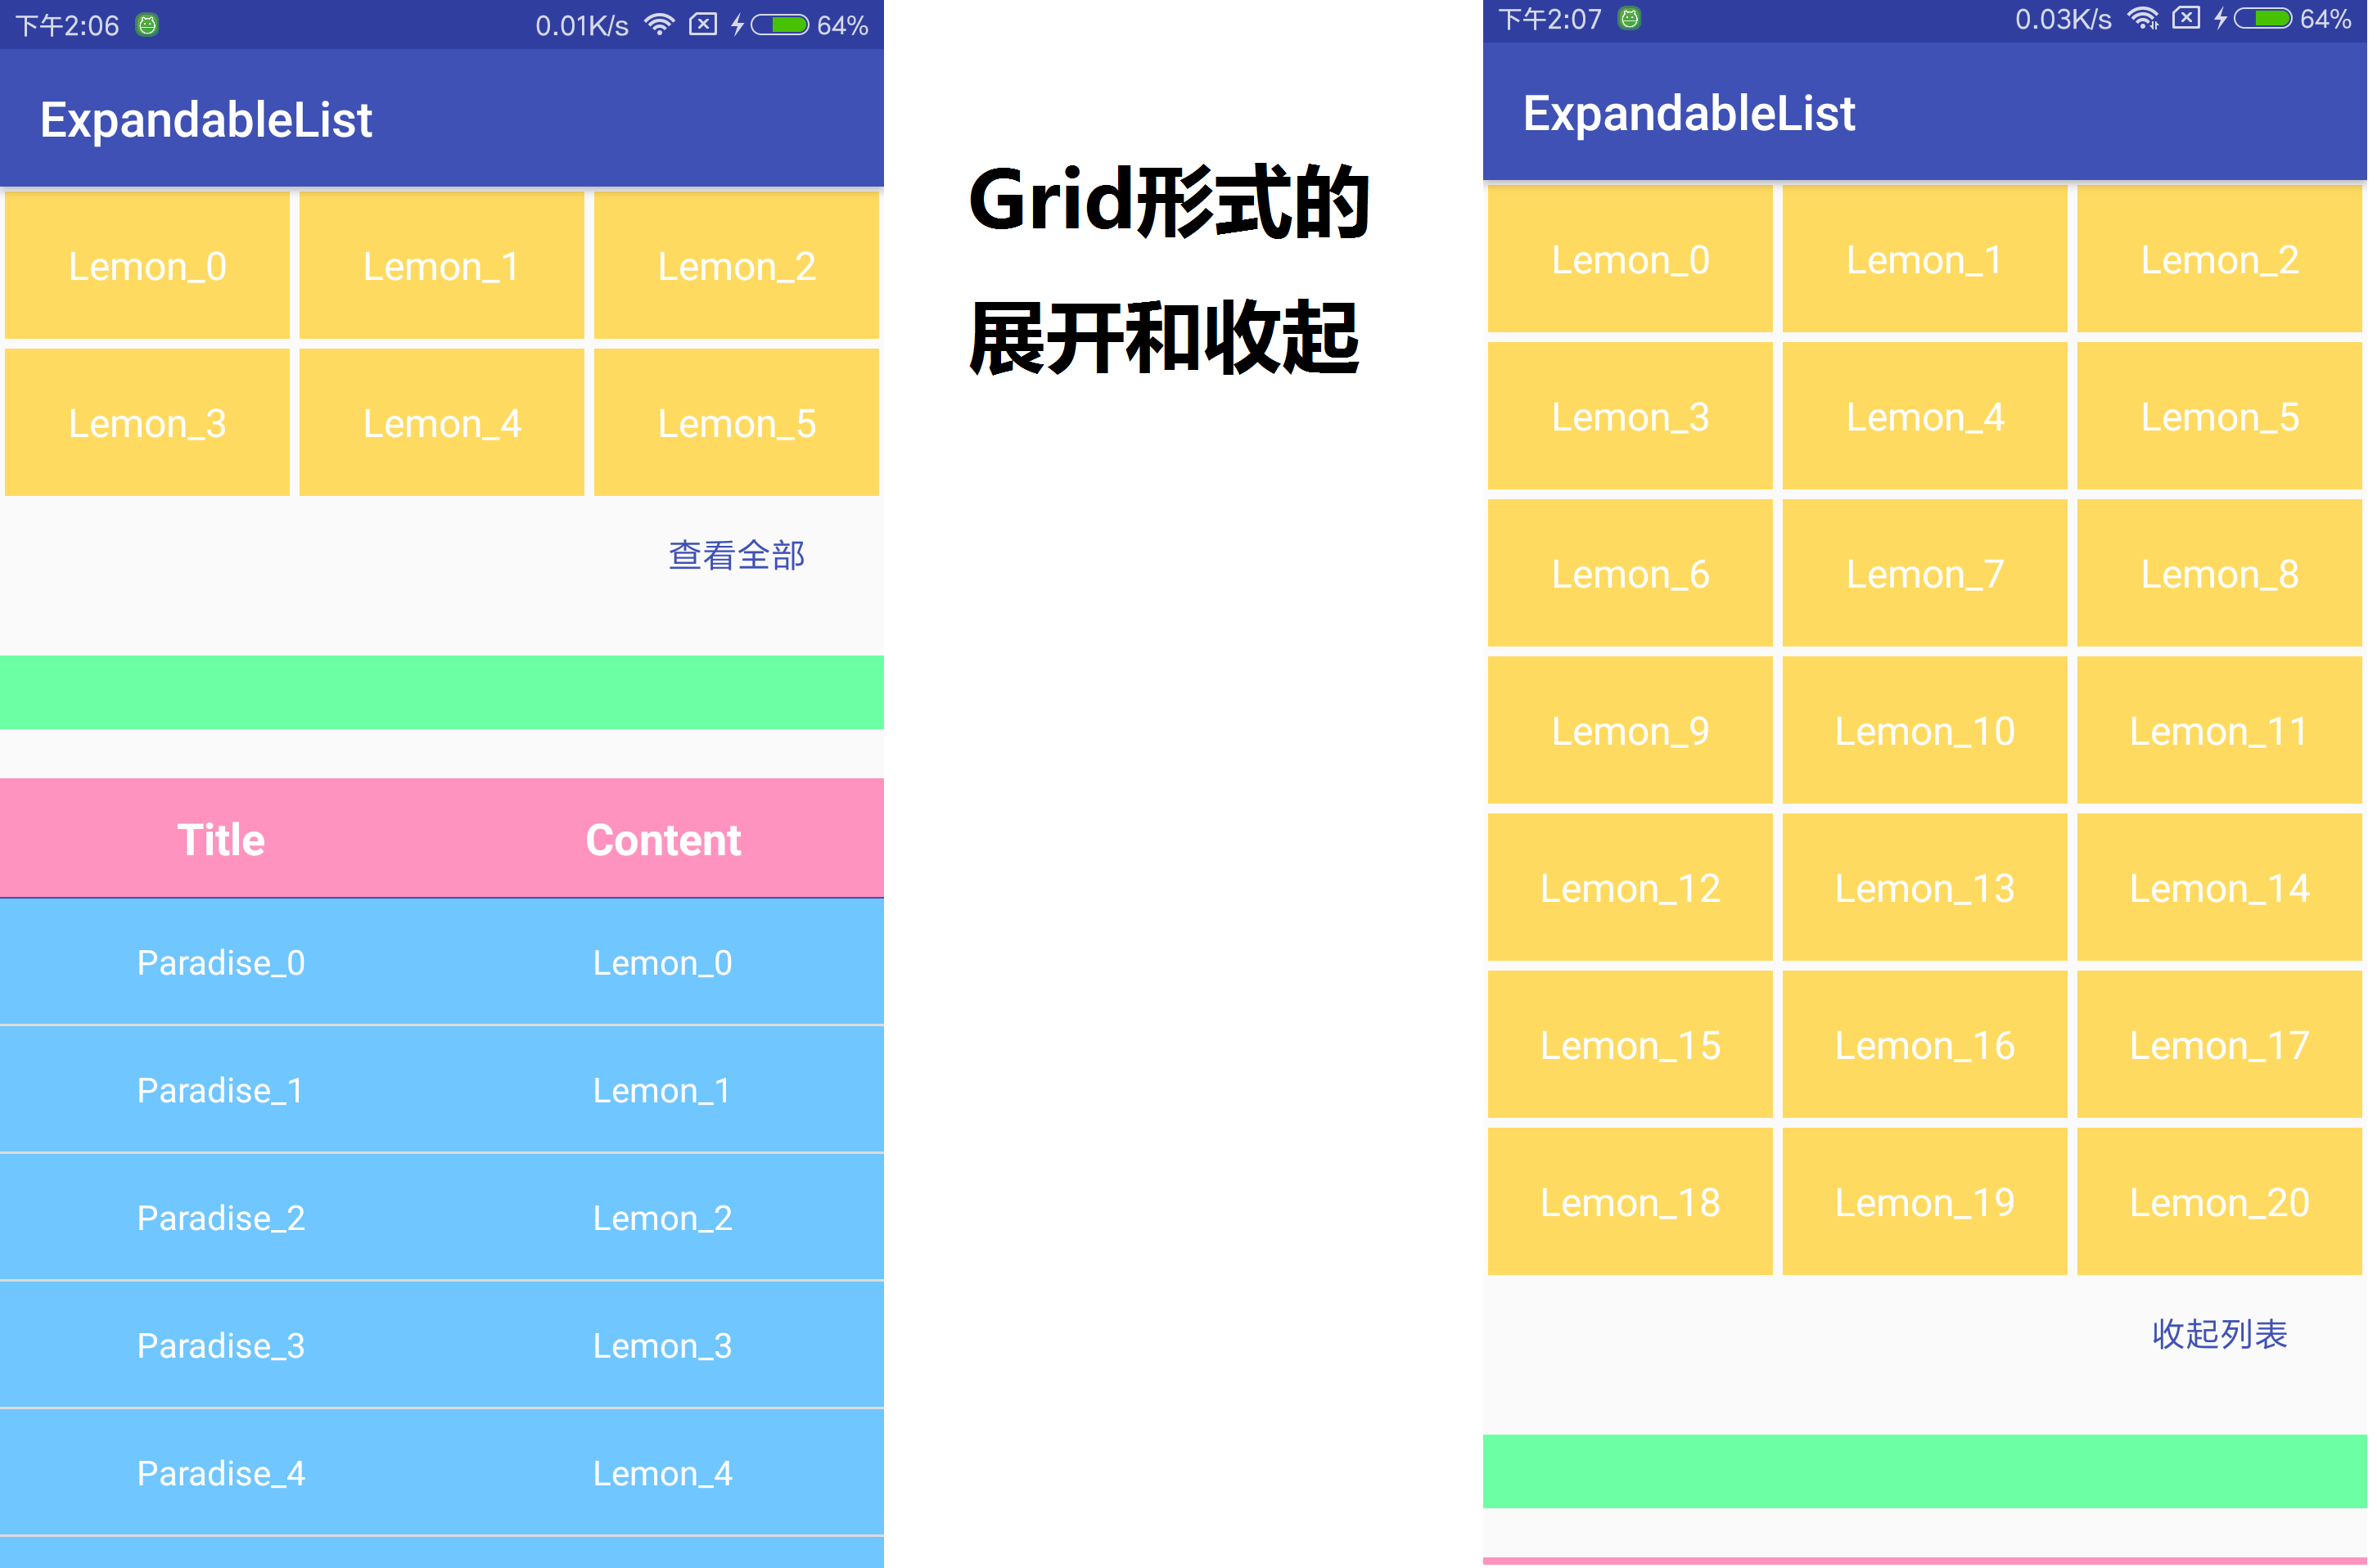 下午2:06 0.01K/s 64%
ExpandableList
Lemon_0 Lemon_1 Lemon_2
Lemon_3 Lemon_4 Lemon_5
查看全部
Title Content
Paradise_0 Lemon_0
Paradise_1 Lemon_1
Paradise_2 Lemon_2
Paradise_3 Lemon_3
Paradise_4 Lemon_4
Grid形式的
展开和收起
下午2:07 0.03K/s 64%
ExpandableList
Lemon_0 Lemon_1 Lemon_2
Lemon_3 Lemon_4 Lemon_5
Lemon_6 Lemon_7 Lemon_8
Lemon_9 Lemon_10 Lemon_11
Lemon_12 Lemon_13 Lemon_14
Lemon_15 Lemon_16 Lemon_17
Lemon_18 Lemon_19 Lemon_20
收起列表